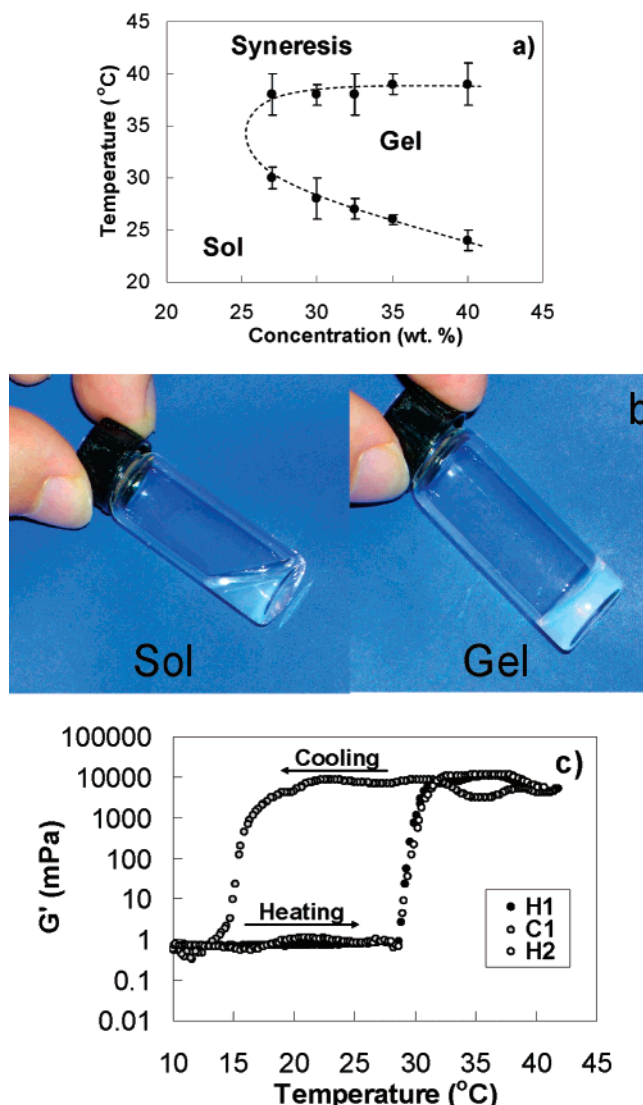 Syneresis
a)
45
40
35
30
25
20
Temperature (°C)
Gel
Sol
20 25 30 35 40 45
Concentration (wt. %)
b
Sol
Gel
100000
10000
1000
100
10
1
0.1
0.01
G' (mPa)
Cooling
c)
Heating
H1
C1
H2
10 15 20 25 30 35 40 45
Temperature (°C)